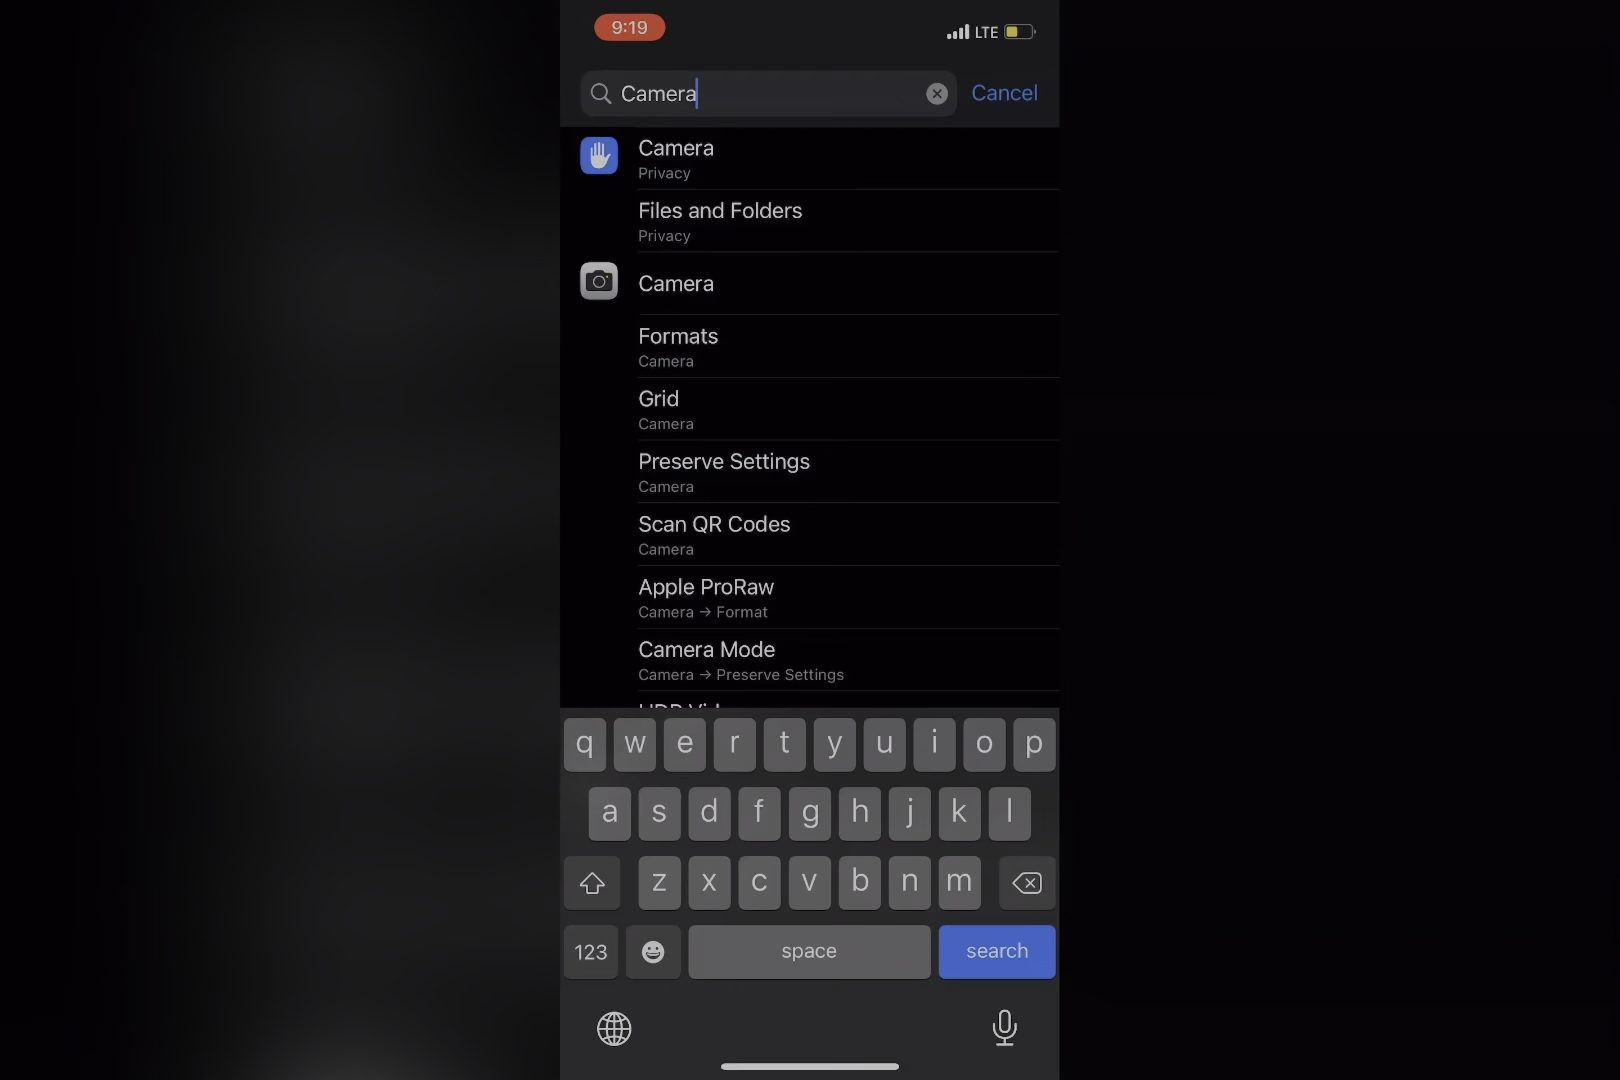 9:19
LTE
Camera
Cancel
Camera
Privacy
Files and Folders
Privacy
Camera
Formats
Camera
Grid
Camera
Preserve Settings
Camera
Scan QR Codes
Camera
Apple ProRaw
Camera → Format
Camera Mode
Camera → Preserve Settings
q w e r t y u i o p
a s d f g h j k l
z x c v b n m
123
space
search